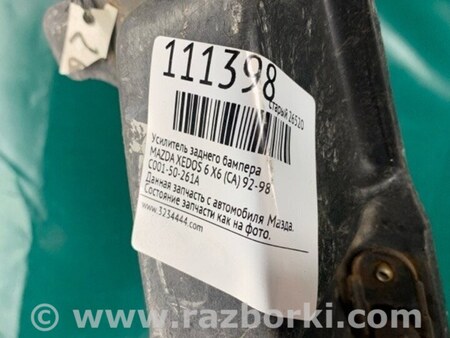 111398
старый 26520
Усилитель заднего бампера
MAZDA XEDOS 6 X6 (CA) 92-98
C001-50-261A
Данная запчасть с автомобиля Мазда.
Состояние запчасти как на фото.
www.3234444.com
© www.razborki.com